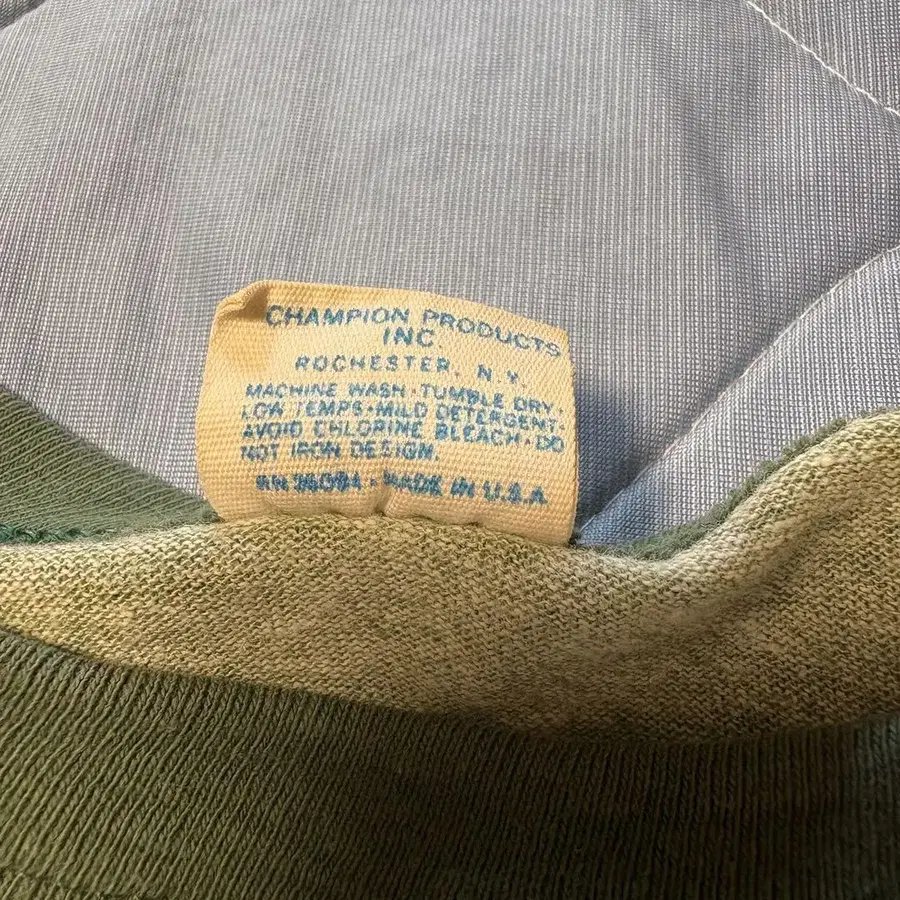 CHAMPION PRODUCTS
INC.
ROCHESTER, N.Y.
MACHINE WASH•TUMBLE DRY•
LOW TEMPS•MILD DETERGENT.
AVOID CHLORINE BLEACH•DO
NOT IRON DESIGN.
RN 26094 • MADE IN U.S.A